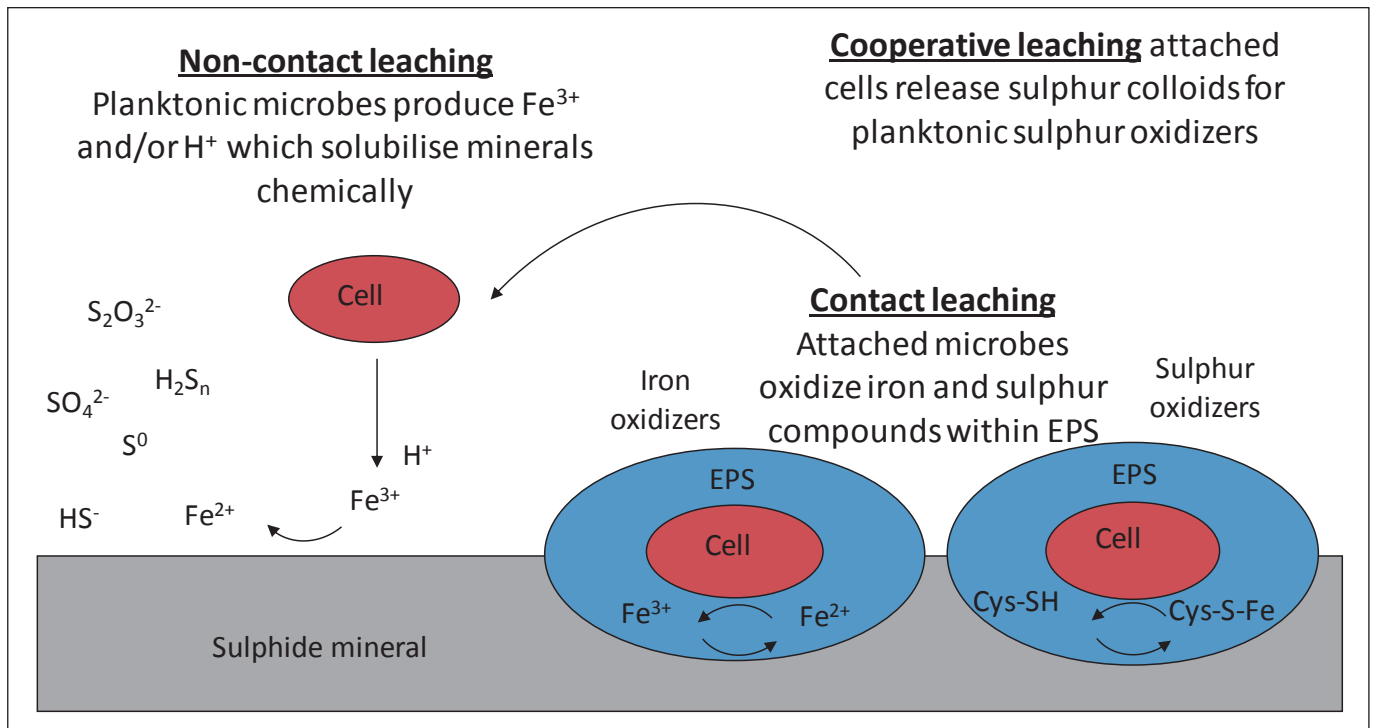 Non-contact leaching
Planktonic microbes produce Fe³⁺
and/or H⁺ which solubilise minerals
chemically
Cooperative leaching attached
cells release sulphur colloids for
planktonic sulphur oxidizers
Cell
S₂O₃²⁻
H₂Sₙ
SO₄²⁻
S⁰
H⁺
Fe³⁺
HS⁻
Fe²⁺
Contact leaching
Attached microbes
oxidize iron and sulphur
compounds within EPS
Iron
oxidizers
Sulphur
oxidizers
EPS
Cell
Fe³⁺
Fe²⁺
EPS
Cell
Cys-SH
Cys-S-Fe
Sulphide mineral